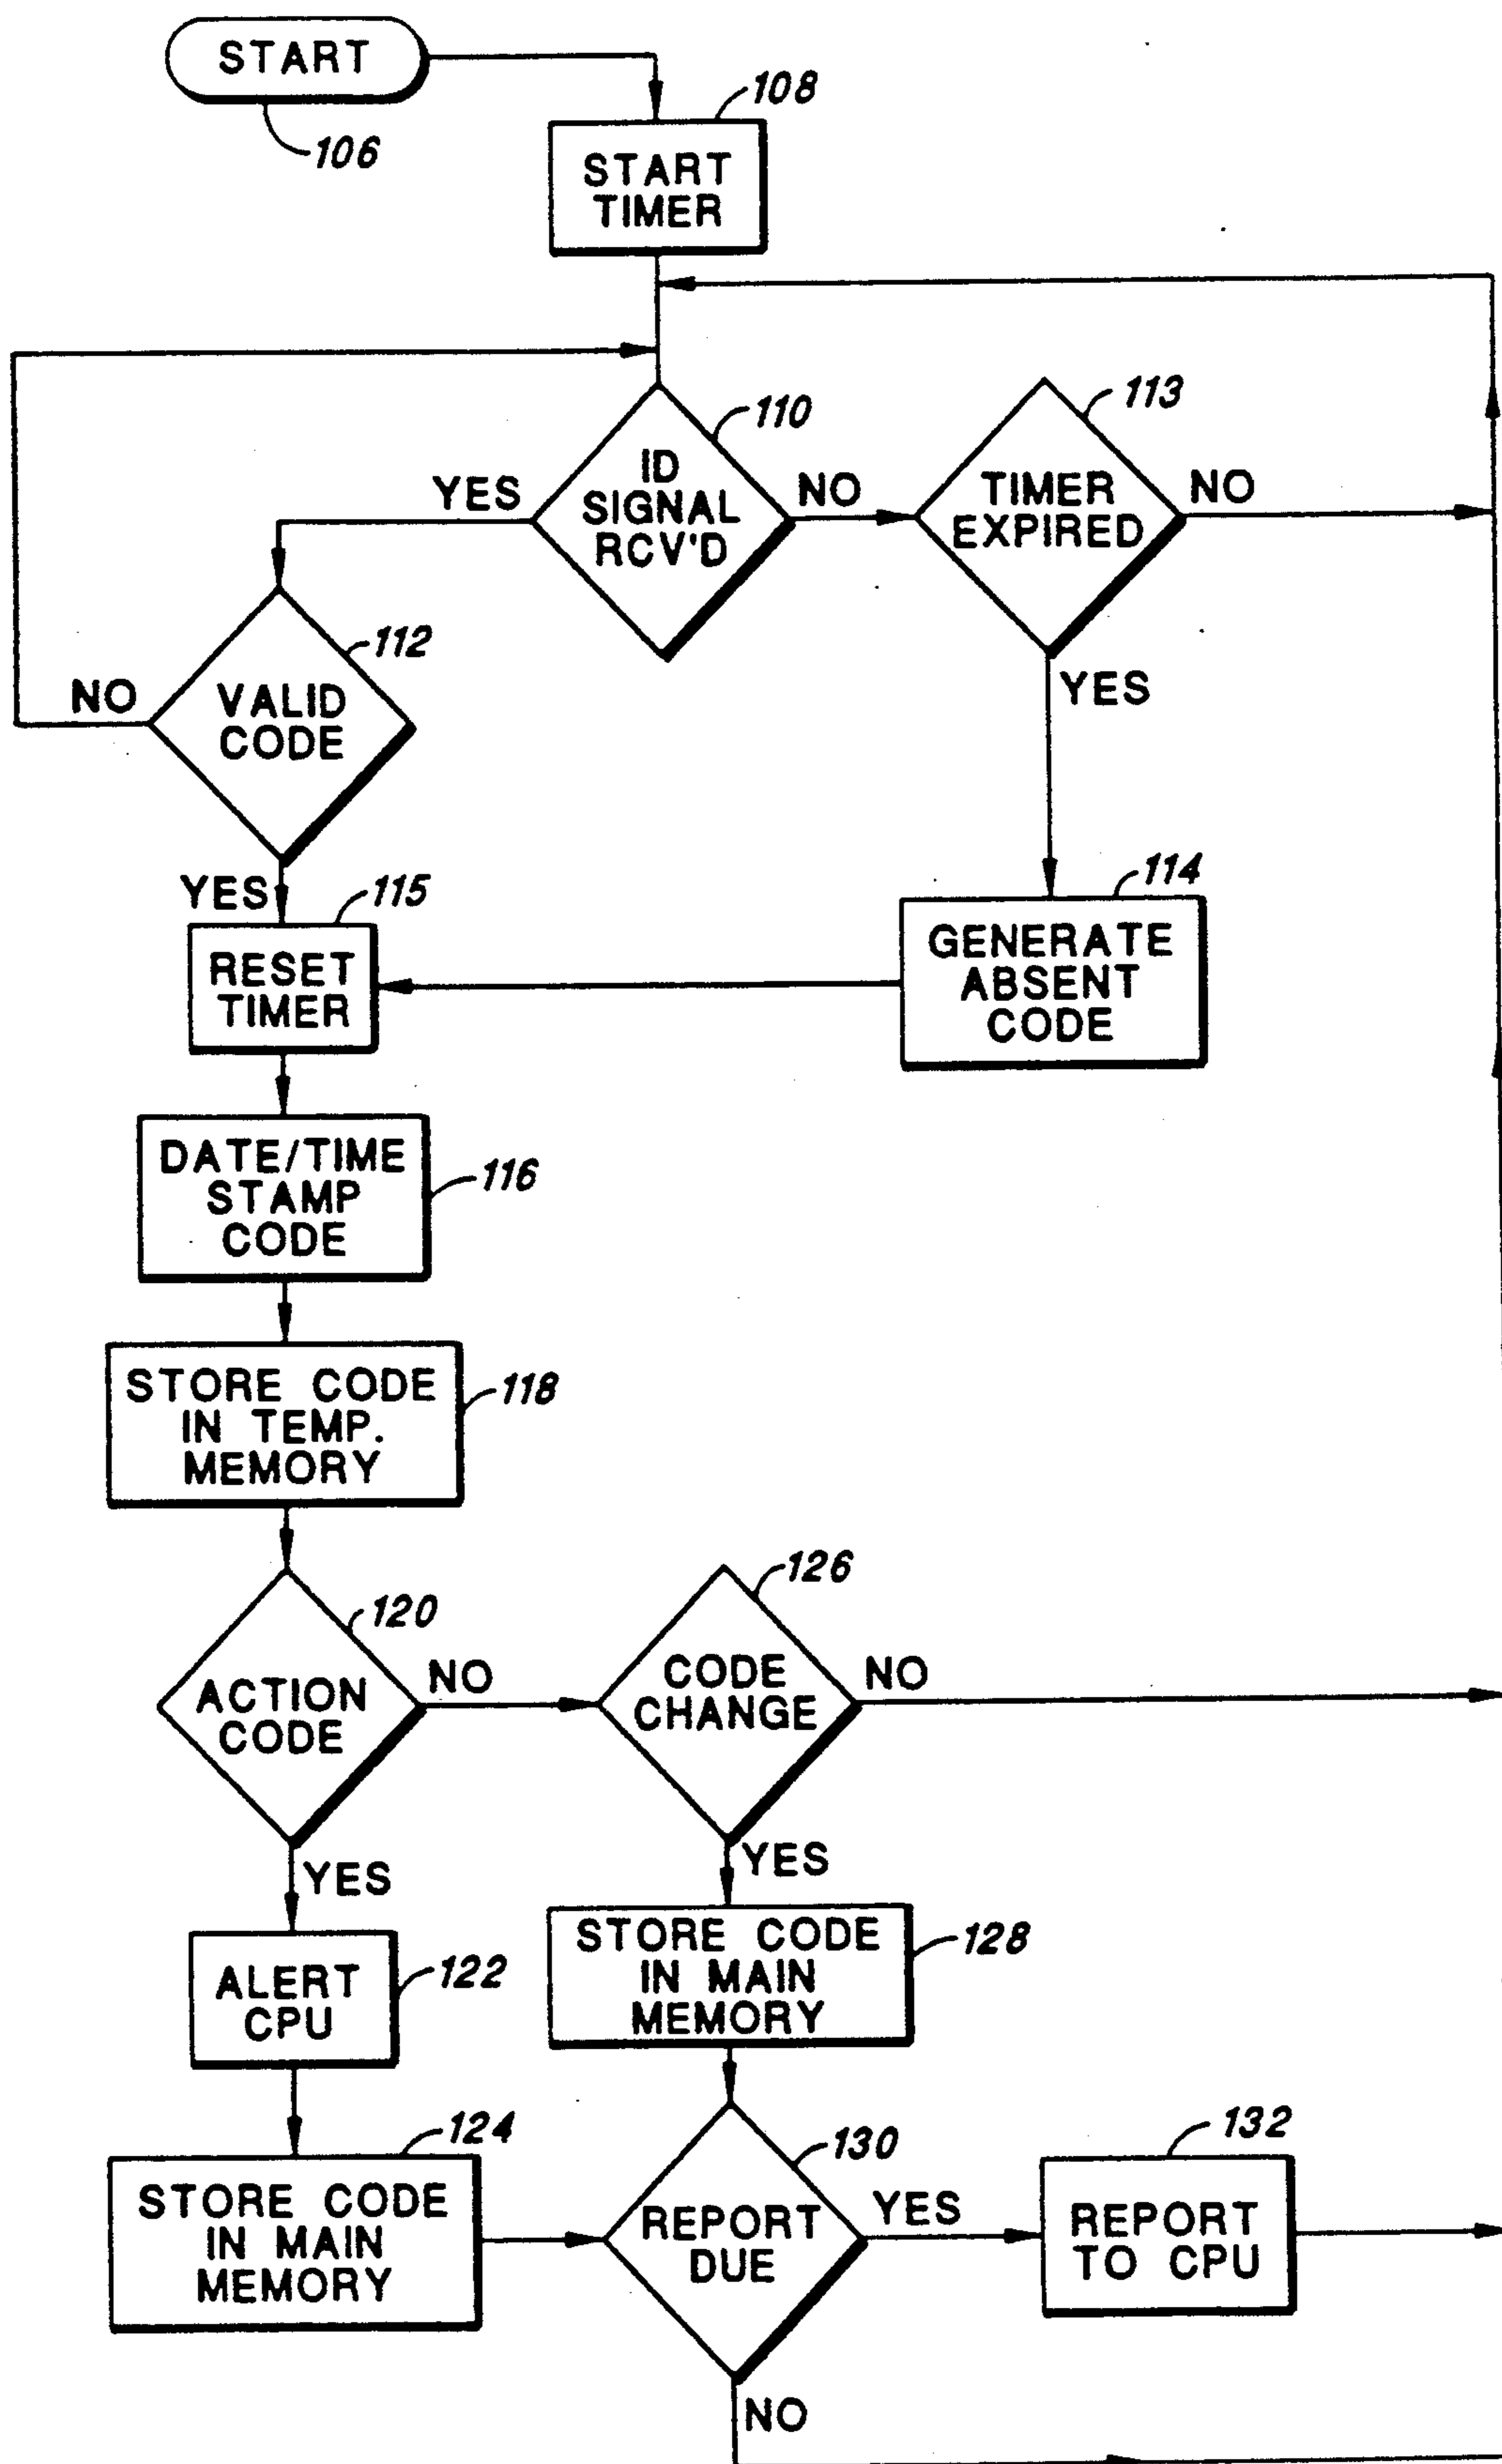 START
106
108
START
TIMER
110
ID
SIGNAL
RCV'D
YES
NO
113
TIMER
EXPIRED
NO
YES
112
VALID
CODE
NO
YES
115
RESET
TIMER
114
GENERATE
ABSENT
CODE
DATE/TIME
STAMP
CODE
116
STORE CODE
IN TEMP.
MEMORY
118
120
ACTION
CODE
NO
YES
126
CODE
CHANGE
NO
YES
ALERT
CPU
122
STORE CODE
IN MAIN
MEMORY
128
124
STORE CODE
IN MAIN
MEMORY
130
REPORT
DUE
YES
NO
132
REPORT
TO CPU